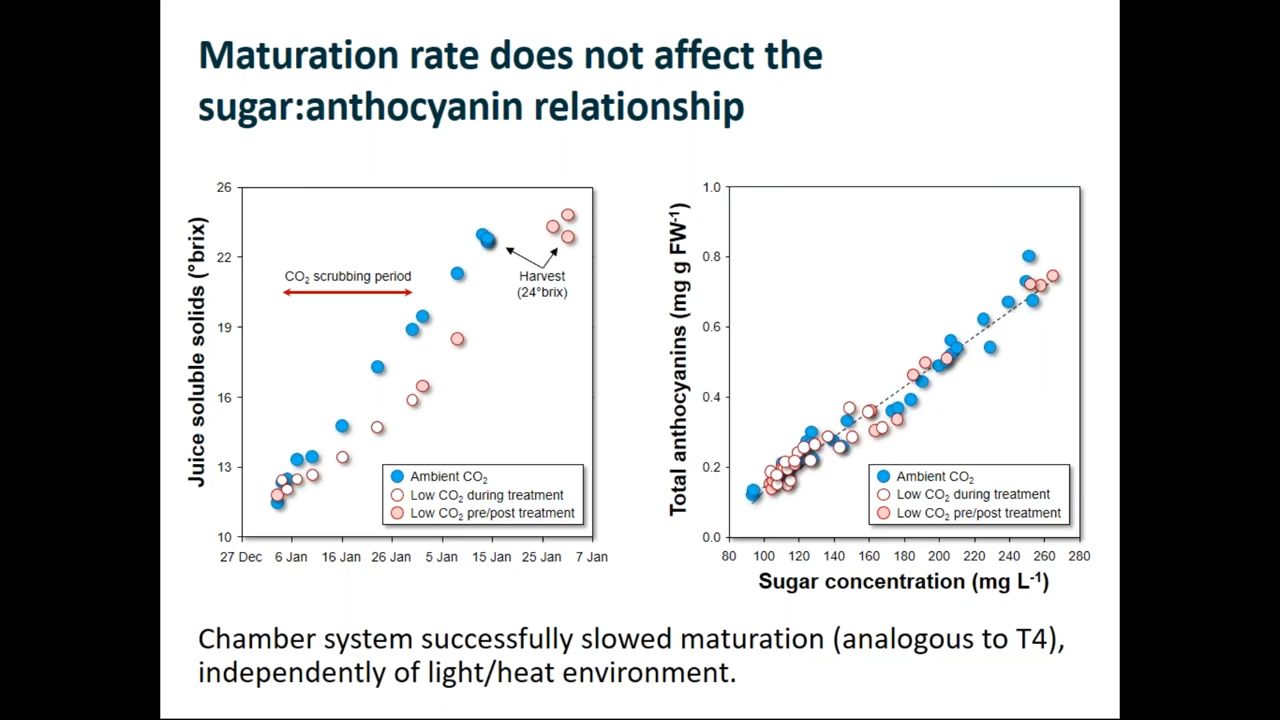 Maturation rate does not affect the
sugar:anthocyanin relationship
Juice soluble solids (°brix)
26
22
19
16
13
10
CO₂ scrubbing period
Harvest
(24°brix)
Ambient CO₂
Low CO₂ during treatment
Low CO₂ pre/post treatment
27 Dec
6 Jan
16 Jan
26 Jan
5 Jan
15 Jan
25 Jan
7 Jan
Total anthocyanins (mg g FW⁻¹)
1.0
0.8
0.6
0.4
0.2
0.0
Ambient CO₂
Low CO₂ during treatment
Low CO₂ pre/post treatment
80
100
120
140
160
180
200
220
240
260
280
Sugar concentration (mg L⁻¹)
Chamber system successfully slowed maturation (analogous to T4),
independently of light/heat environment.